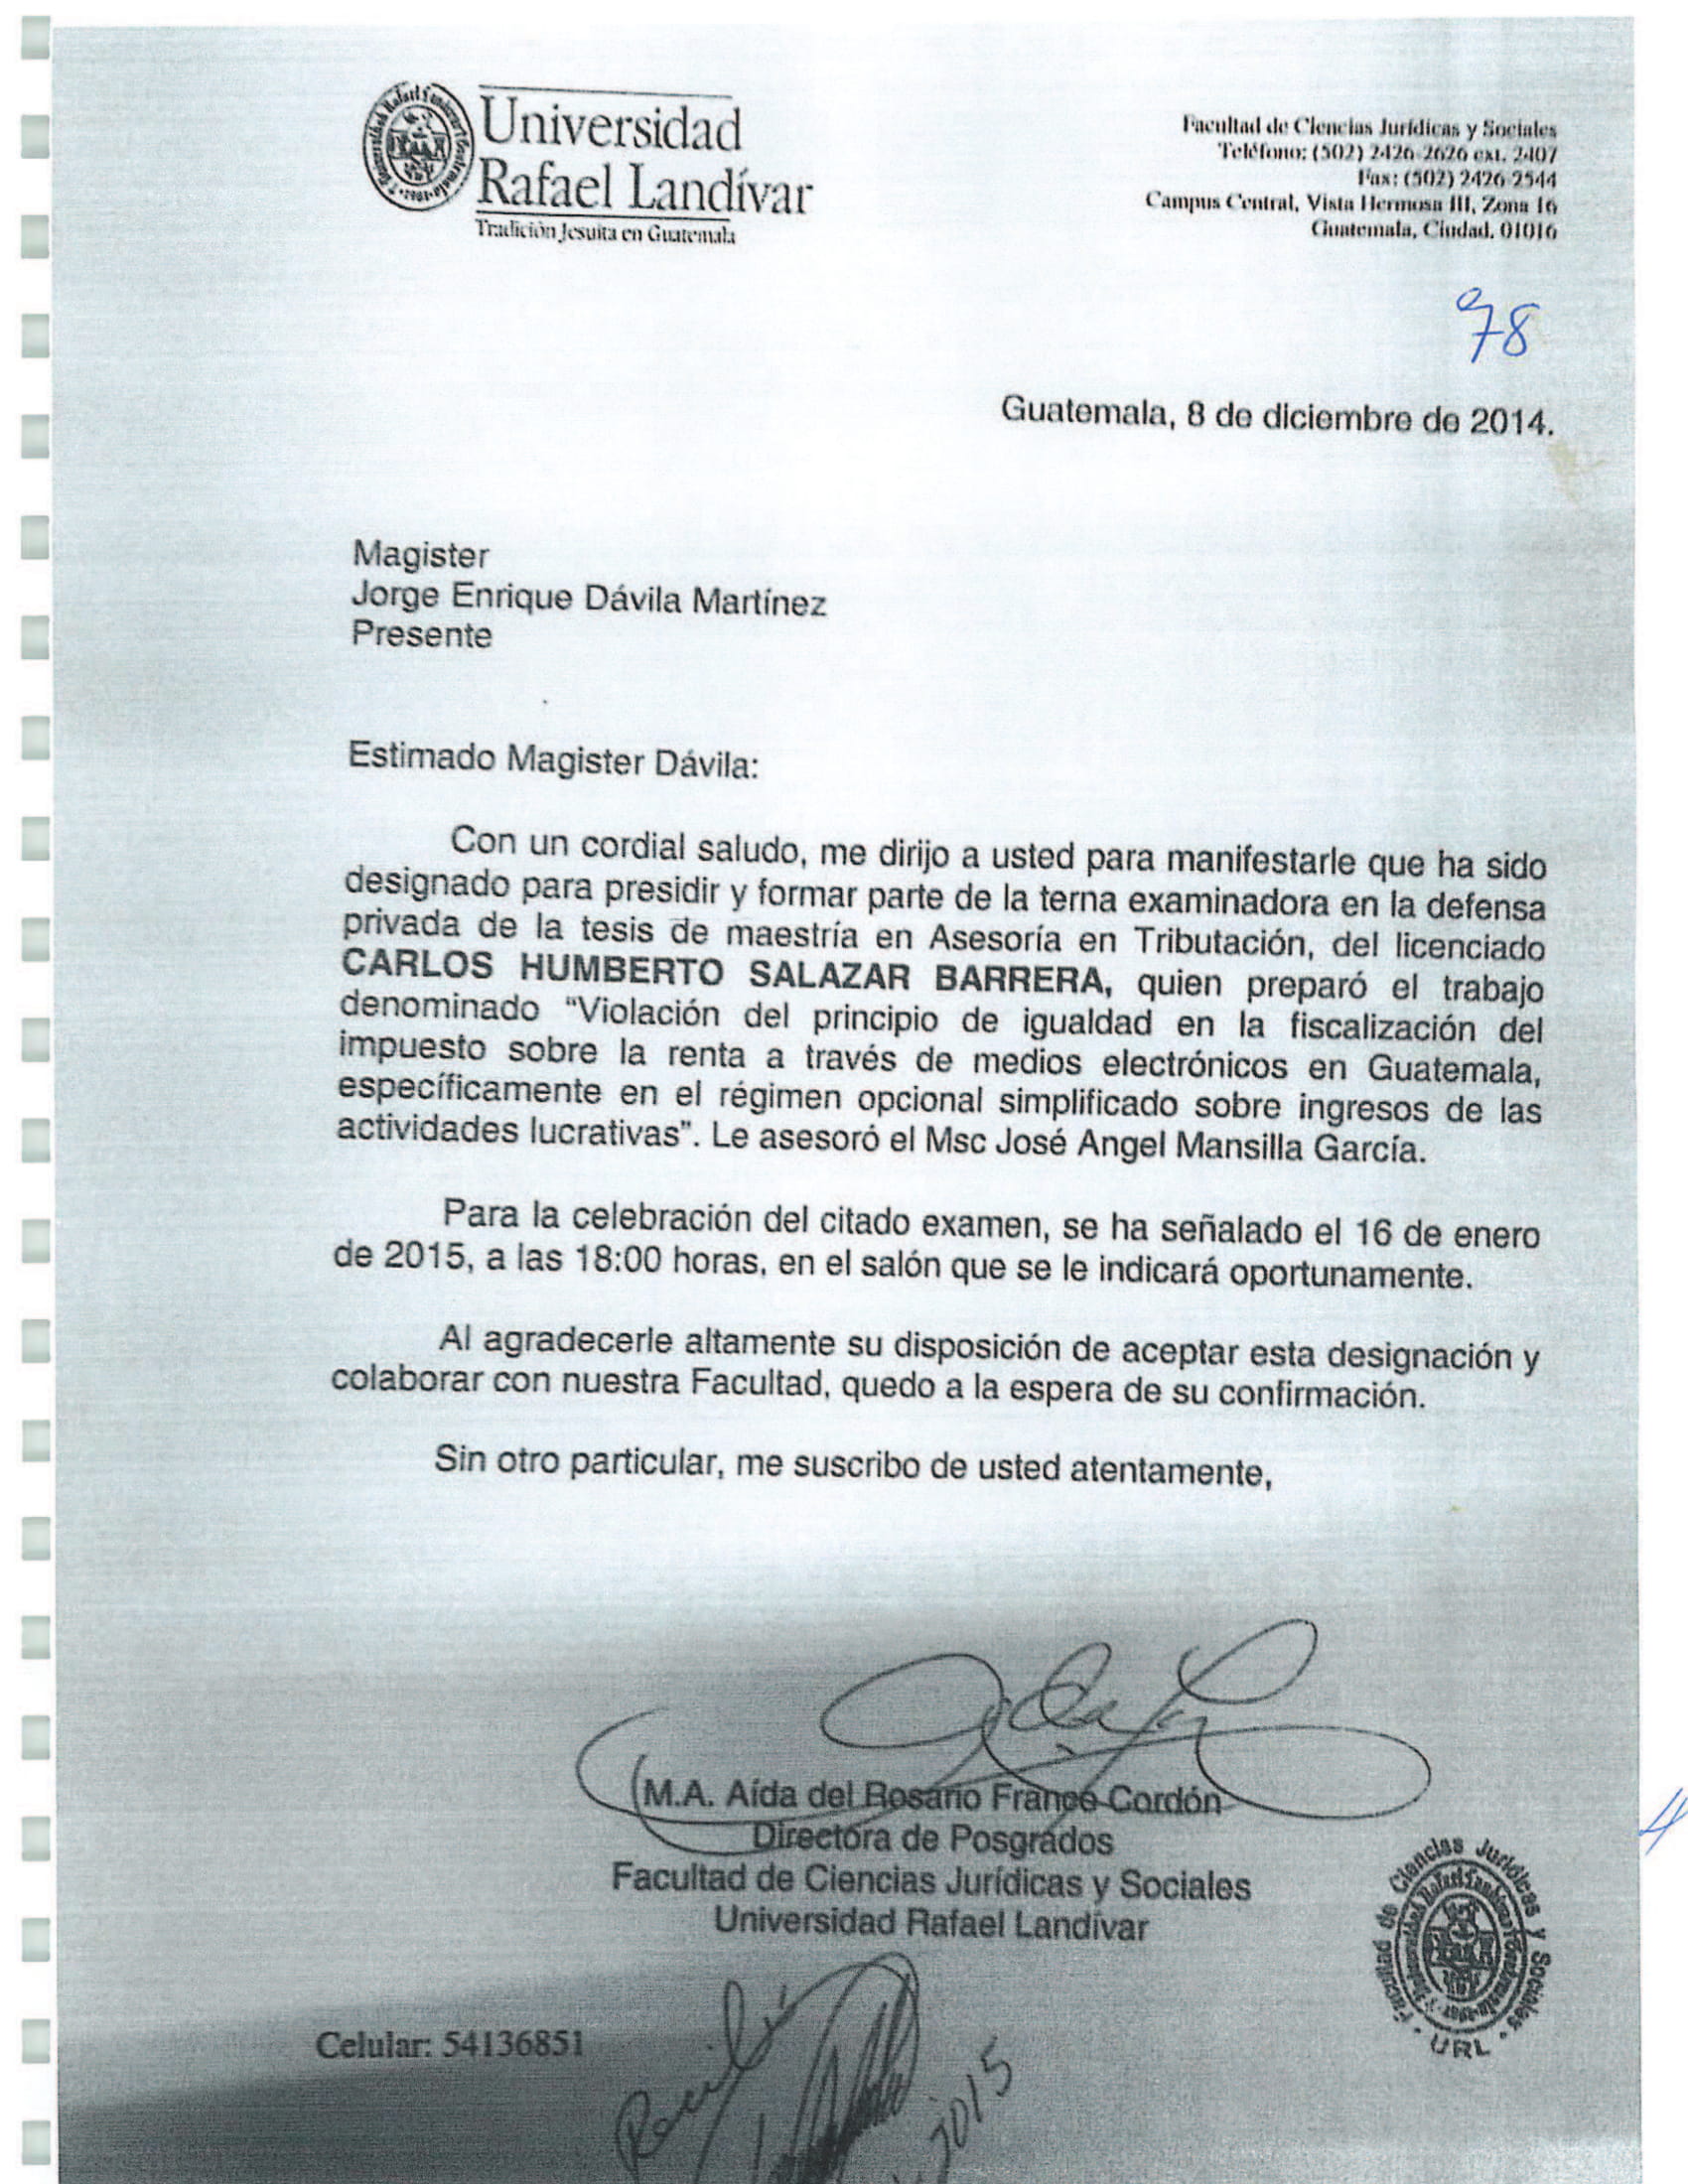 Universidad
Rafael Landívar
Tradición Jesuita en Guatemala
Facultad de Ciencias Jurídicas y Sociales
Teléfono: (502) 2426-2626 ext. 2407
Fax: (502) 2426-2544
Campus Central, Vista Hermosa III, Zona 16
Guatemala, Ciudad. 01016
98
Guatemala, 8 de diciembre de 2014.
Magister
Jorge Enrique Dávila Martínez
Presente
Estimado Magister Dávila:
Con un cordial saludo, me dirijo a usted para manifestarle que ha sido
designado para presidir y formar parte de la terna examinadora en la defensa
privada de la tesis de maestría en Asesoría en Tributación, del licenciado
CARLOS HUMBERTO SALAZAR BARRERA, quien preparó el trabajo
denominado “Violación del principio de igualdad en la fiscalización del
impuesto sobre la renta a través de medios electrónicos en Guatemala,
específicamente en el régimen opcional simplificado sobre ingresos de las
actividades lucrativas”. Le asesoró el Msc José Angel Mansilla García.
Para la celebración del citado examen, se ha señalado el 16 de enero
de 2015, a las 18:00 horas, en el salón que se le indicará oportunamente.
Al agradecerle altamente su disposición de aceptar esta designación y
colaborar con nuestra Facultad, quedo a la espera de su confirmación.
Sin otro particular, me suscribo de usted atentamente,
M.A. Aída del Rosario Franco Cordón
Directora de Posgrados
Facultad de Ciencias Jurídicas y Sociales
Universidad Rafael Landívar
Facultad de Ciencias Jurídicas y Sociales
URL
Celular: 54136851
2015